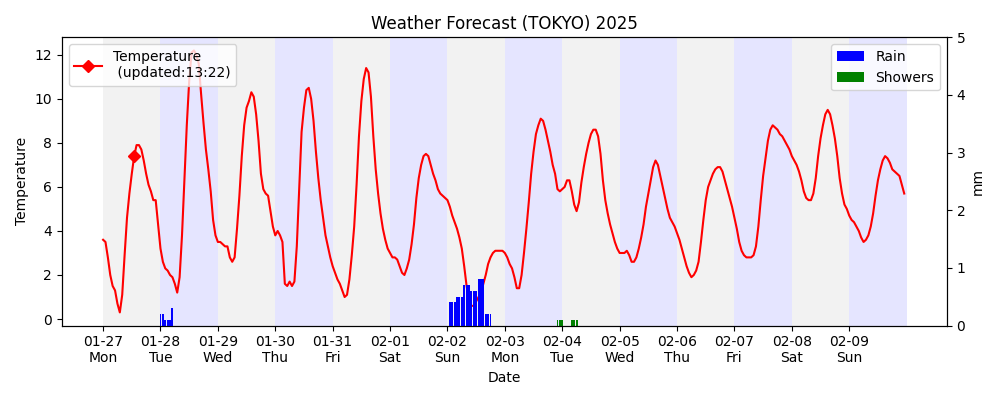 Weather Forecast (TOKYO) 2025
Temperature
(updated:13:22)
Rain
Showers
Temperature
12
10
8
6
4
2
0
5
4
3
2
1
0
mm
01-27 01-28 01-29 01-30 01-31 02-01 02-02 02-03 02-04 02-05 02-06 02-07 02-08 02-09
Mon Tue Wed Thu Fri Sat Sun Mon Tue Wed Thu Fri Sat Sun
Date